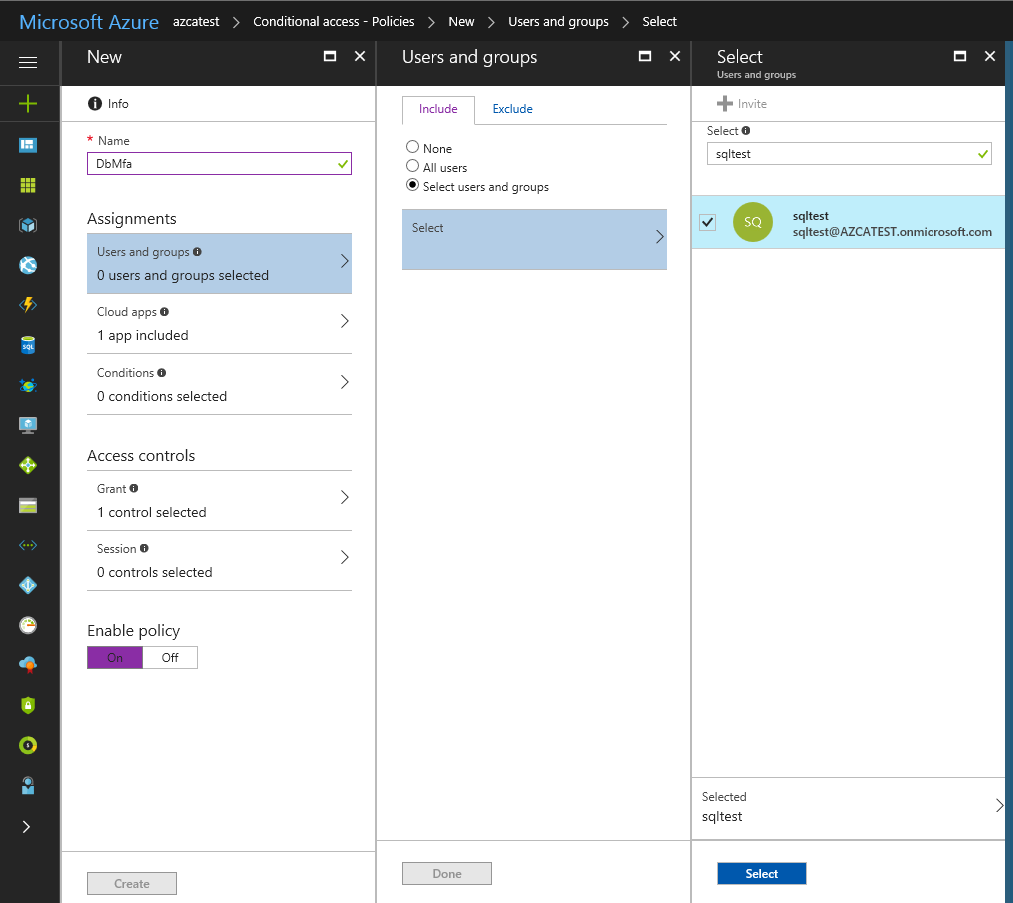 Microsoft Azure azcatest > Conditional access - Policies > New > Users and groups > Select
New
Info
* Name
DbMfa
Assignments
Users and groups
0 users and groups selected
Cloud apps
1 app included
Conditions
0 conditions selected
Access controls
Grant
1 control selected
Session
0 controls selected
Enable policy
On Off
Create
Users and groups
Include Exclude
None
All users
Select users and groups
Select
Done
Select
Users and groups
Invite
Select
sqltest
SQ
sqltest
sqltest@AZCATEST.onmicrosoft.com
Selected
sqltest
Select
SQL